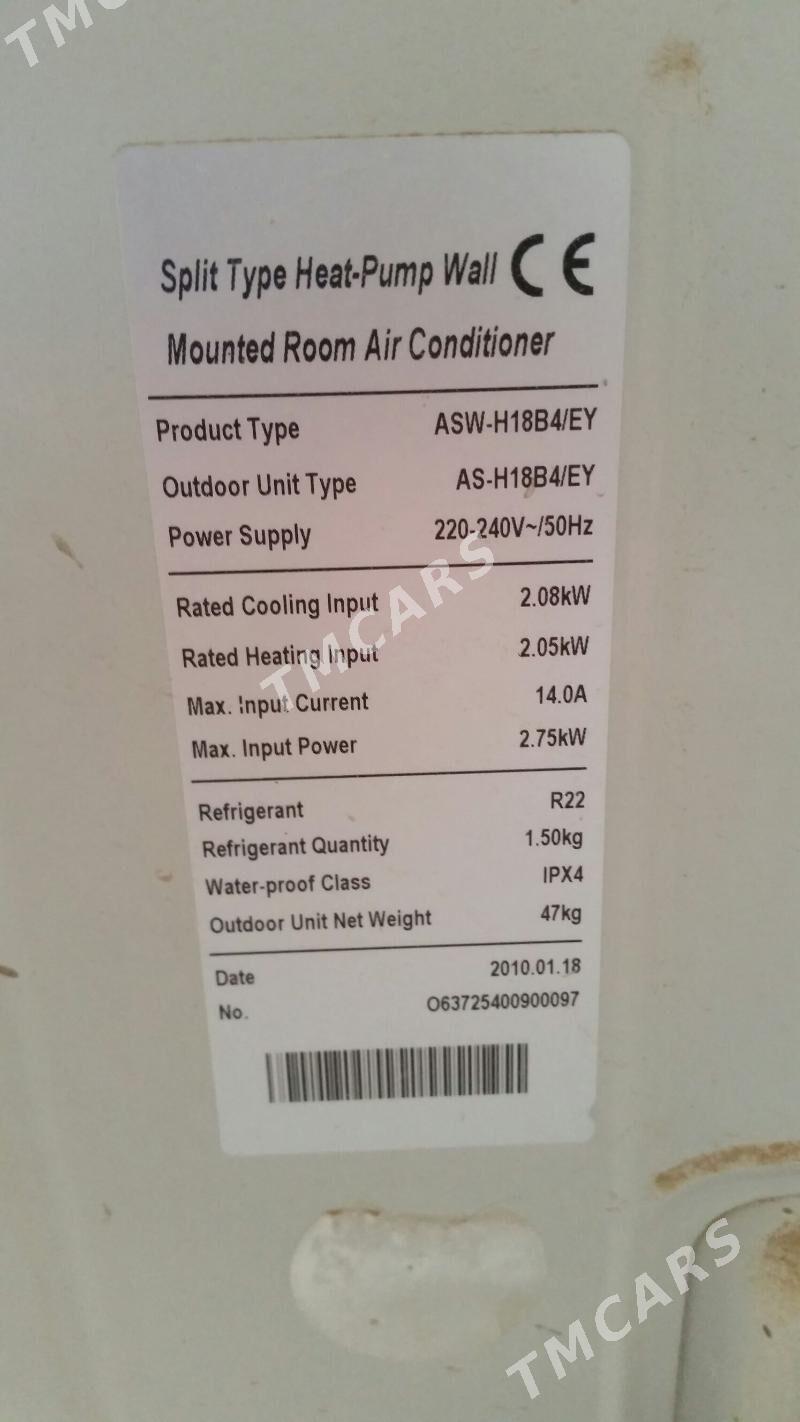 TMC
Split Type Heat-Pump Wall CE
Mounted Room Air Conditioner
Product Type ASW-H18B4/EY
Outdoor Unit Type AS-H18B4/EY
Power Supply 220-240V~/50Hz
Rated Cooling Input 2.08kW
Rated Heating Input 2.05kW
TMCARS
Max. Input Current 14.0A
Max. Input Power 2.75kW
Refrigerant R22
Refrigerant Quantity 1.50kg
Water-proof Class IPX4
Outdoor Unit Net Weight 47kg
Date 2010.01.18
No. O63725400900097
TMCARS